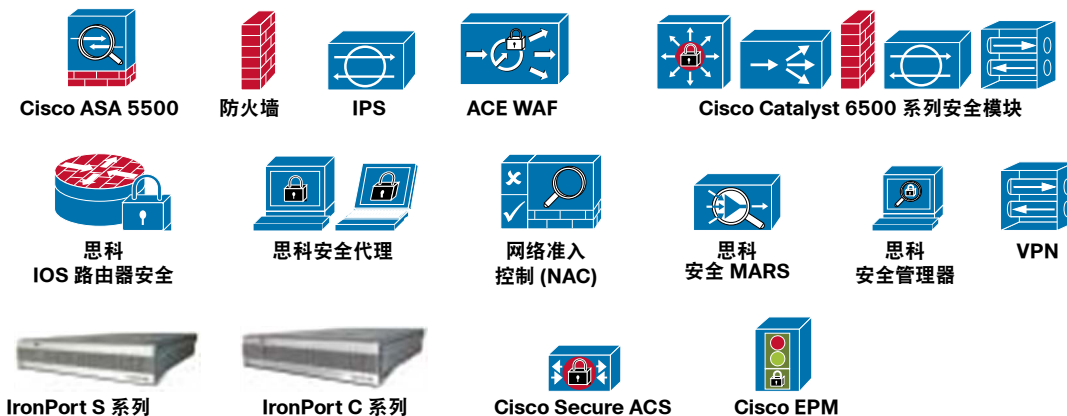 Cisco ASA 5500
防火墙
IPS
ACE WAF
Cisco Catalyst 6500 系列安全模块
思科
IOS 路由器安全
思科安全代理
网络准入
控制 (NAC)
思科
安全 MARS
思科
安全管理器
VPN
IronPort S 系列
IronPort C 系列
Cisco Secure ACS
Cisco EPM